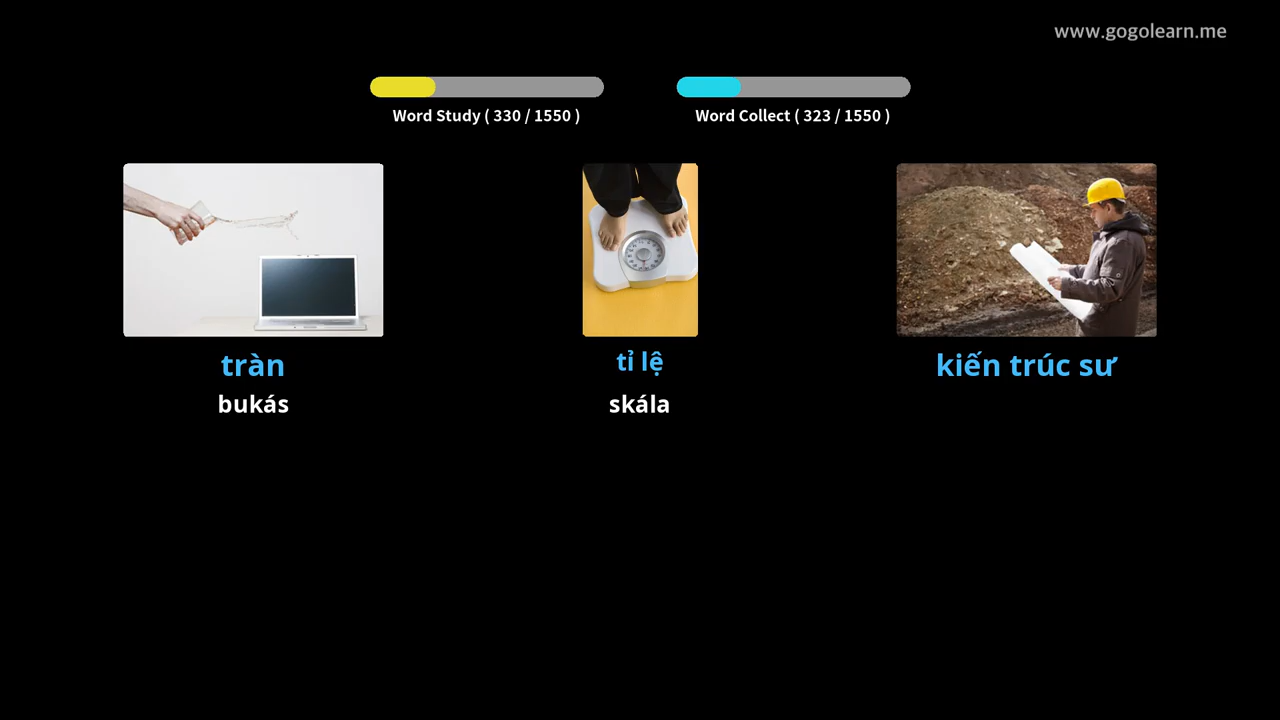 www.gogolearn.me
Word Study ( 330 / 1550 )
Word Collect ( 323 / 1550 )
tràn
tỉ lệ
kiến trúc sư
bukás
skála